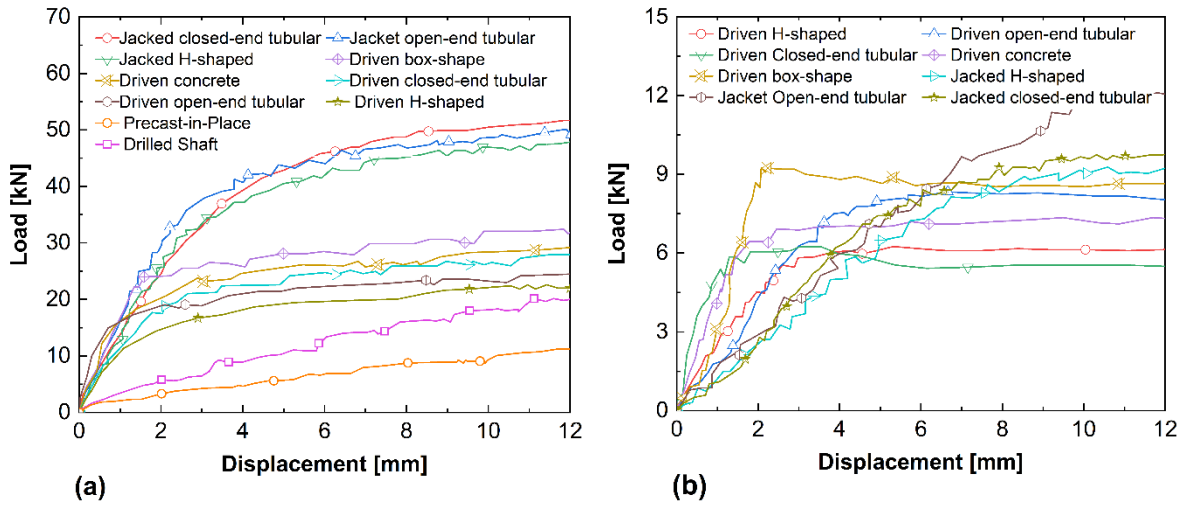 70
60
50
40
30
20
10
0
Load [kN]
Jacked closed-end tubular
Jacket open-end tubular
Jacked H-shaped
Driven box-shaped
Driven concrete
Driven closed-end tubular
Driven open-end tubular
Driven H-shaped
Precast-in-Place
Drilled Shaft
0 2 4 6 8 10 12
Displacement [mm]
(a)
15
12
9
6
3
0
Load [kN]
Driven H-shaped
Driven open-end tubular
Driven Closed-end tubular
Driven concrete
Driven box-shape
Jacked H-shaped
Jacket Open-end tubular
Jacked closed-end tubular
0 2 4 6 8 10 12
Displacement [mm]
(b)